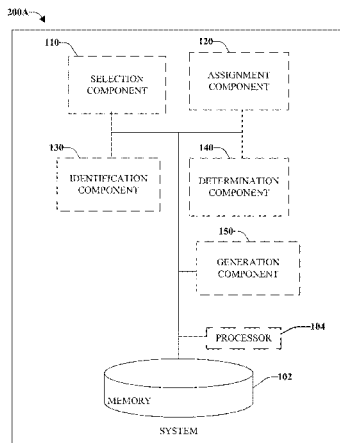 200A
110
120
SELECTION
COMPONENT
ASSIGNMENT
COMPONENT
130
140
IDENTIFICATION
COMPONENT
DETERMINATION
COMPONENT
150
GENERATION
COMPONENT
104
PROCESSOR
102
MEMORY
SYSTEM